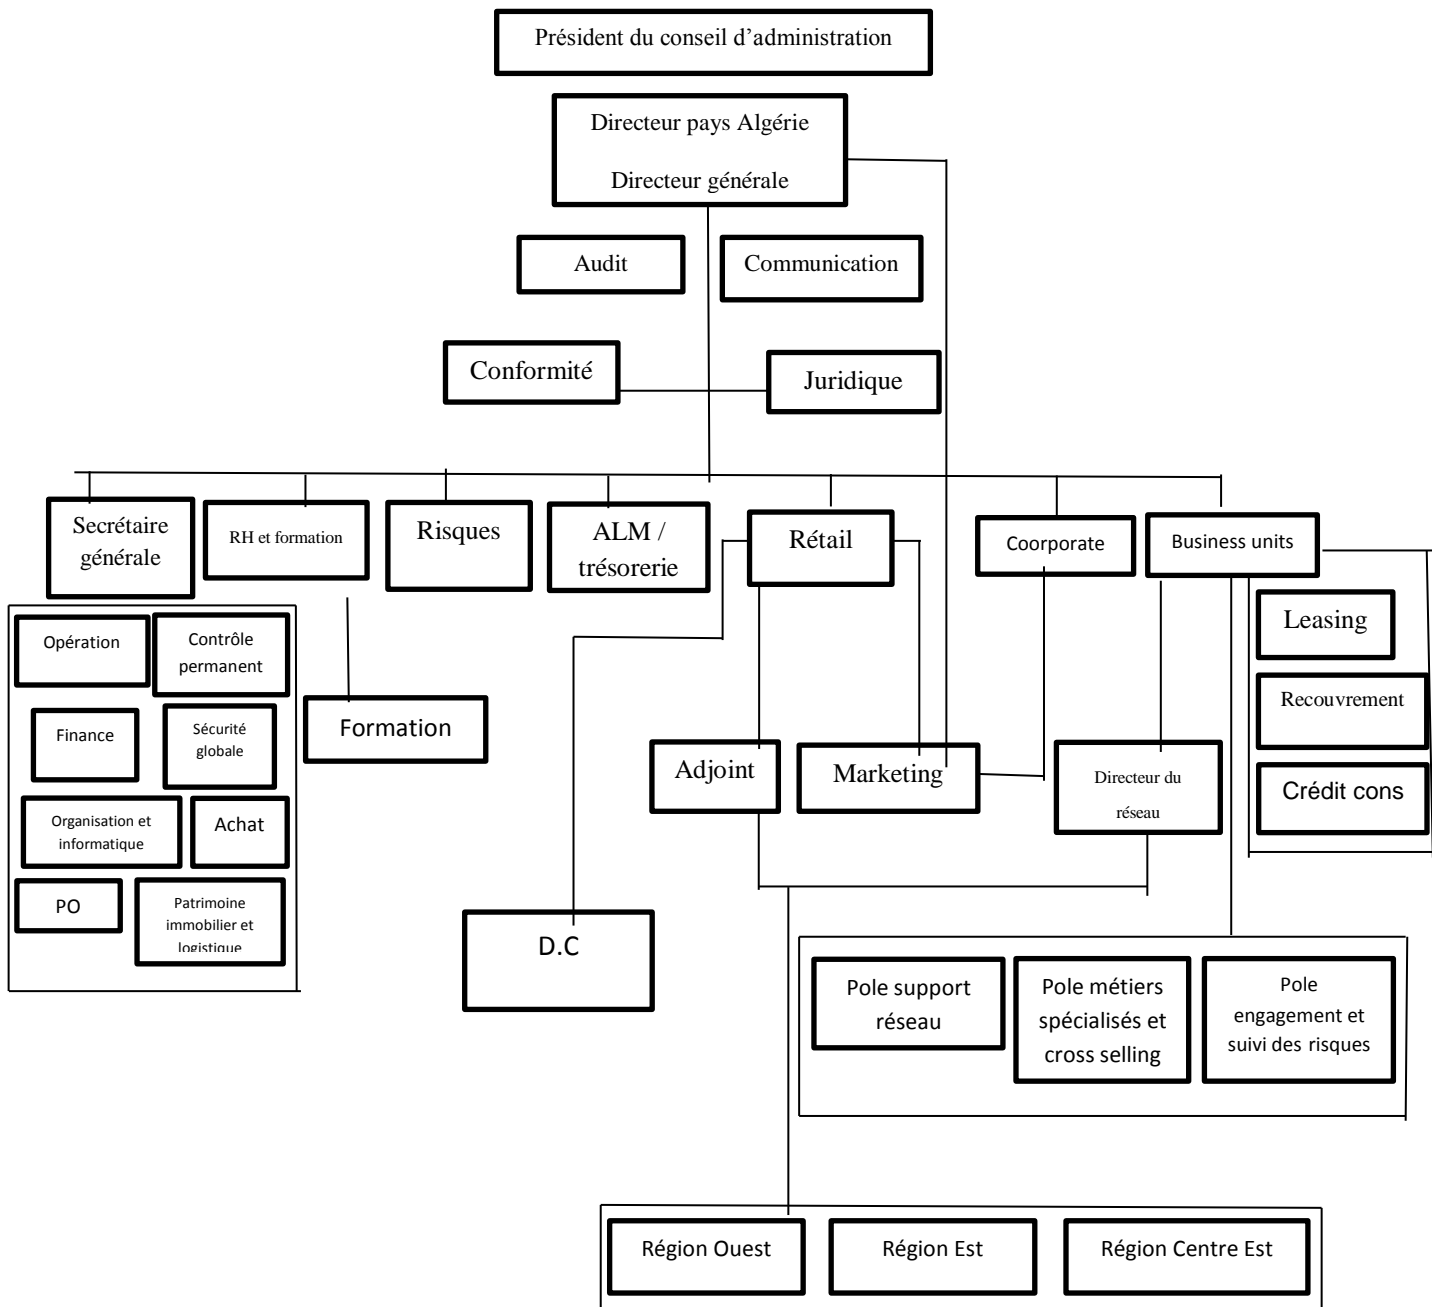 Président du conseil d’administration
Directeur pays Algérie
Directeur générale
Audit
Communication
Conformité
Juridique
Secrétaire
générale
RH et formation
Risques
ALM /
trésorerie
Rétail
Coorporate
Business units
Opération
Contrôle
permanent
Leasing
Finance
Sécurité
globale
Formation
Recouvrement
Adjoint
Marketing
Directeur du
réseau
Crédit cons
Organisation et
informatique
Achat
PO
Patrimoine
immobilier et
logistique
D.C
Pole support
réseau
Pole métiers
spécialisés et
cross selling
Pole
engagement et
suivi des risques
Région Ouest
Région Est
Région Centre Est